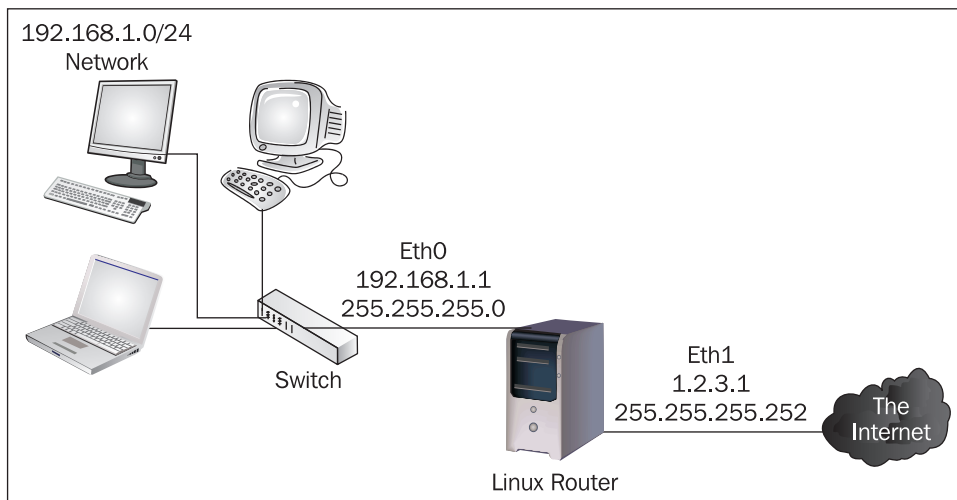 192.168.1.0/24
Network
Eth0
192.168.1.1
255.255.255.0
Switch
Eth1
1.2.3.1
255.255.255.252
The
Internet
Linux Router